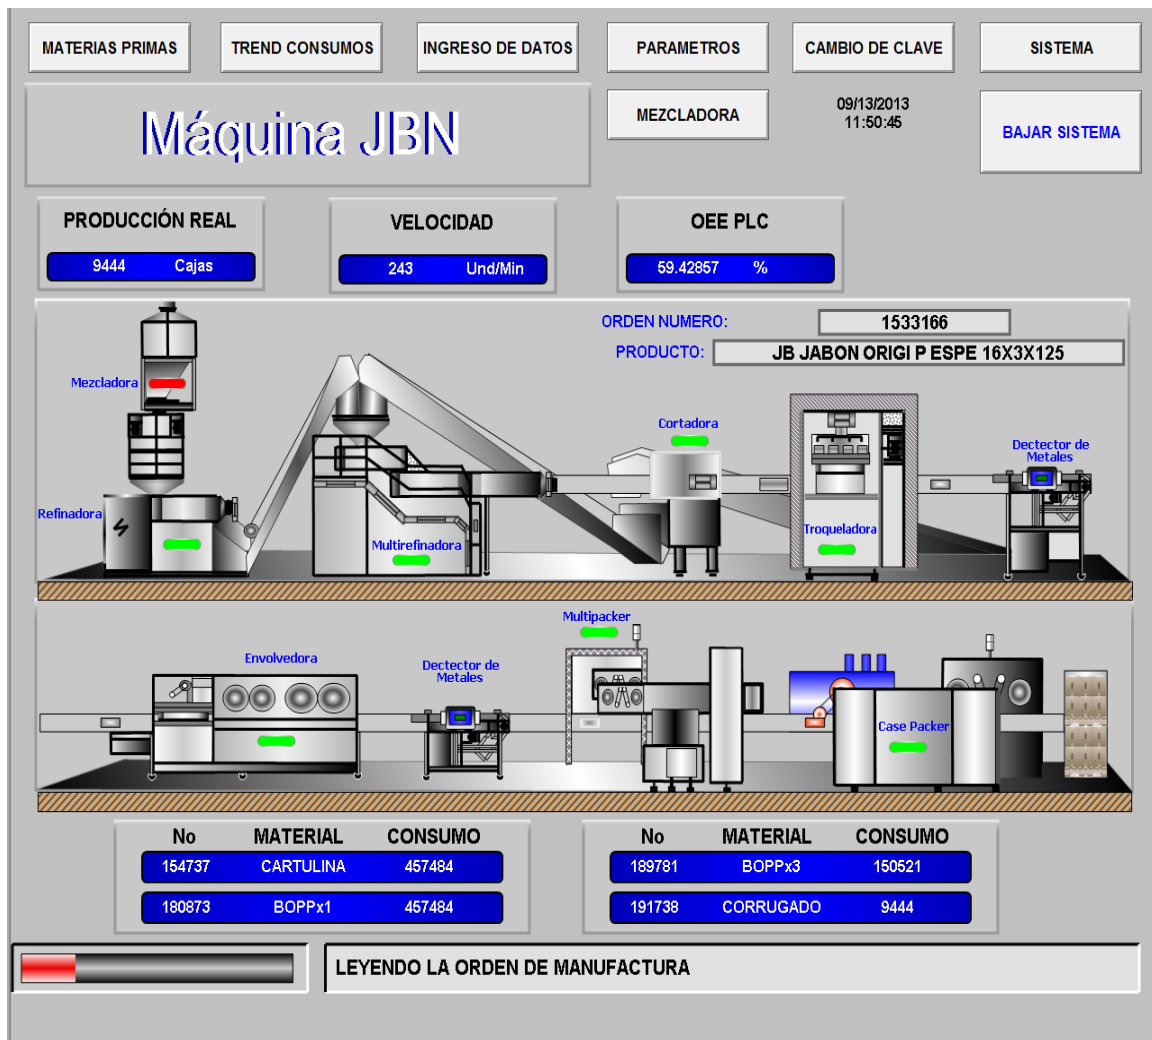 MATERIAS PRIMAS
TREND CONSUMOS
INGRESO DE DATOS
PARAMETROS
CAMBIO DE CLAVE
SISTEMA
Máquina JBN
MEZCLADORA
09/13/2013
11:50:45
BAJAR SISTEMA
PRODUCCIÓN REAL
9444 Cajas
VELOCIDAD
243 Und/Min
OEE PLC
59.42857 %
ORDEN NUMERO: 1533166
PRODUCTO: JB JABON ORIGI P ESPE 16X3X125
Mezcladora
Cortadora
Dectector de
Metales
Refinadora
Multirefinadora
Troqueladora
Multipacker
Envolvedora
Dectector de
Metales
Case Packer
No MATERIAL CONSUMO
154737 CARTULINA 457484
180873 BOPPx1 457484
No MATERIAL CONSUMO
189781 BOPPx3 150521
191738 CORRUGADO 9444
LEYENDO LA ORDEN DE MANUFACTURA